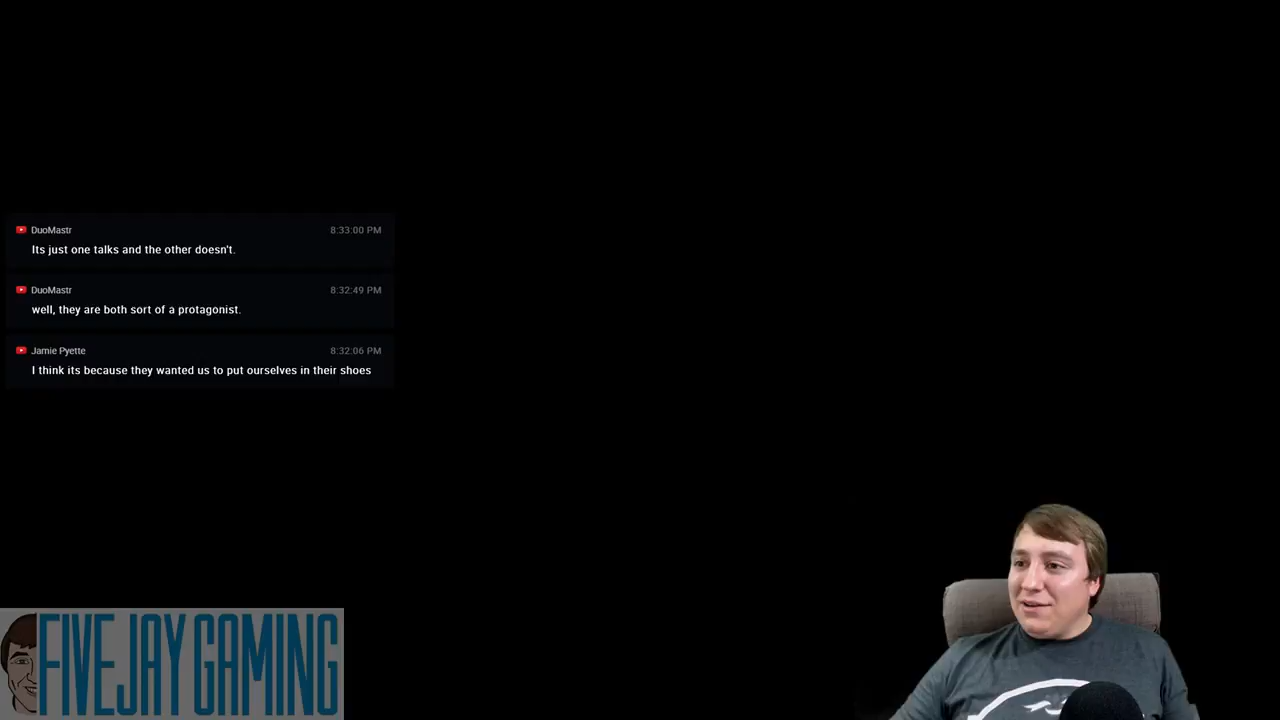 DuoMastr 8:33:00 PM
Its just one talks and the other doesn't.
DuoMastr 8:32:49 PM
well, they are both sort of a protagonist.
Jamie Pyette 8:32:06 PM
I think its because they wanted us to put ourselves in their shoes
FIVEJAY GAMING